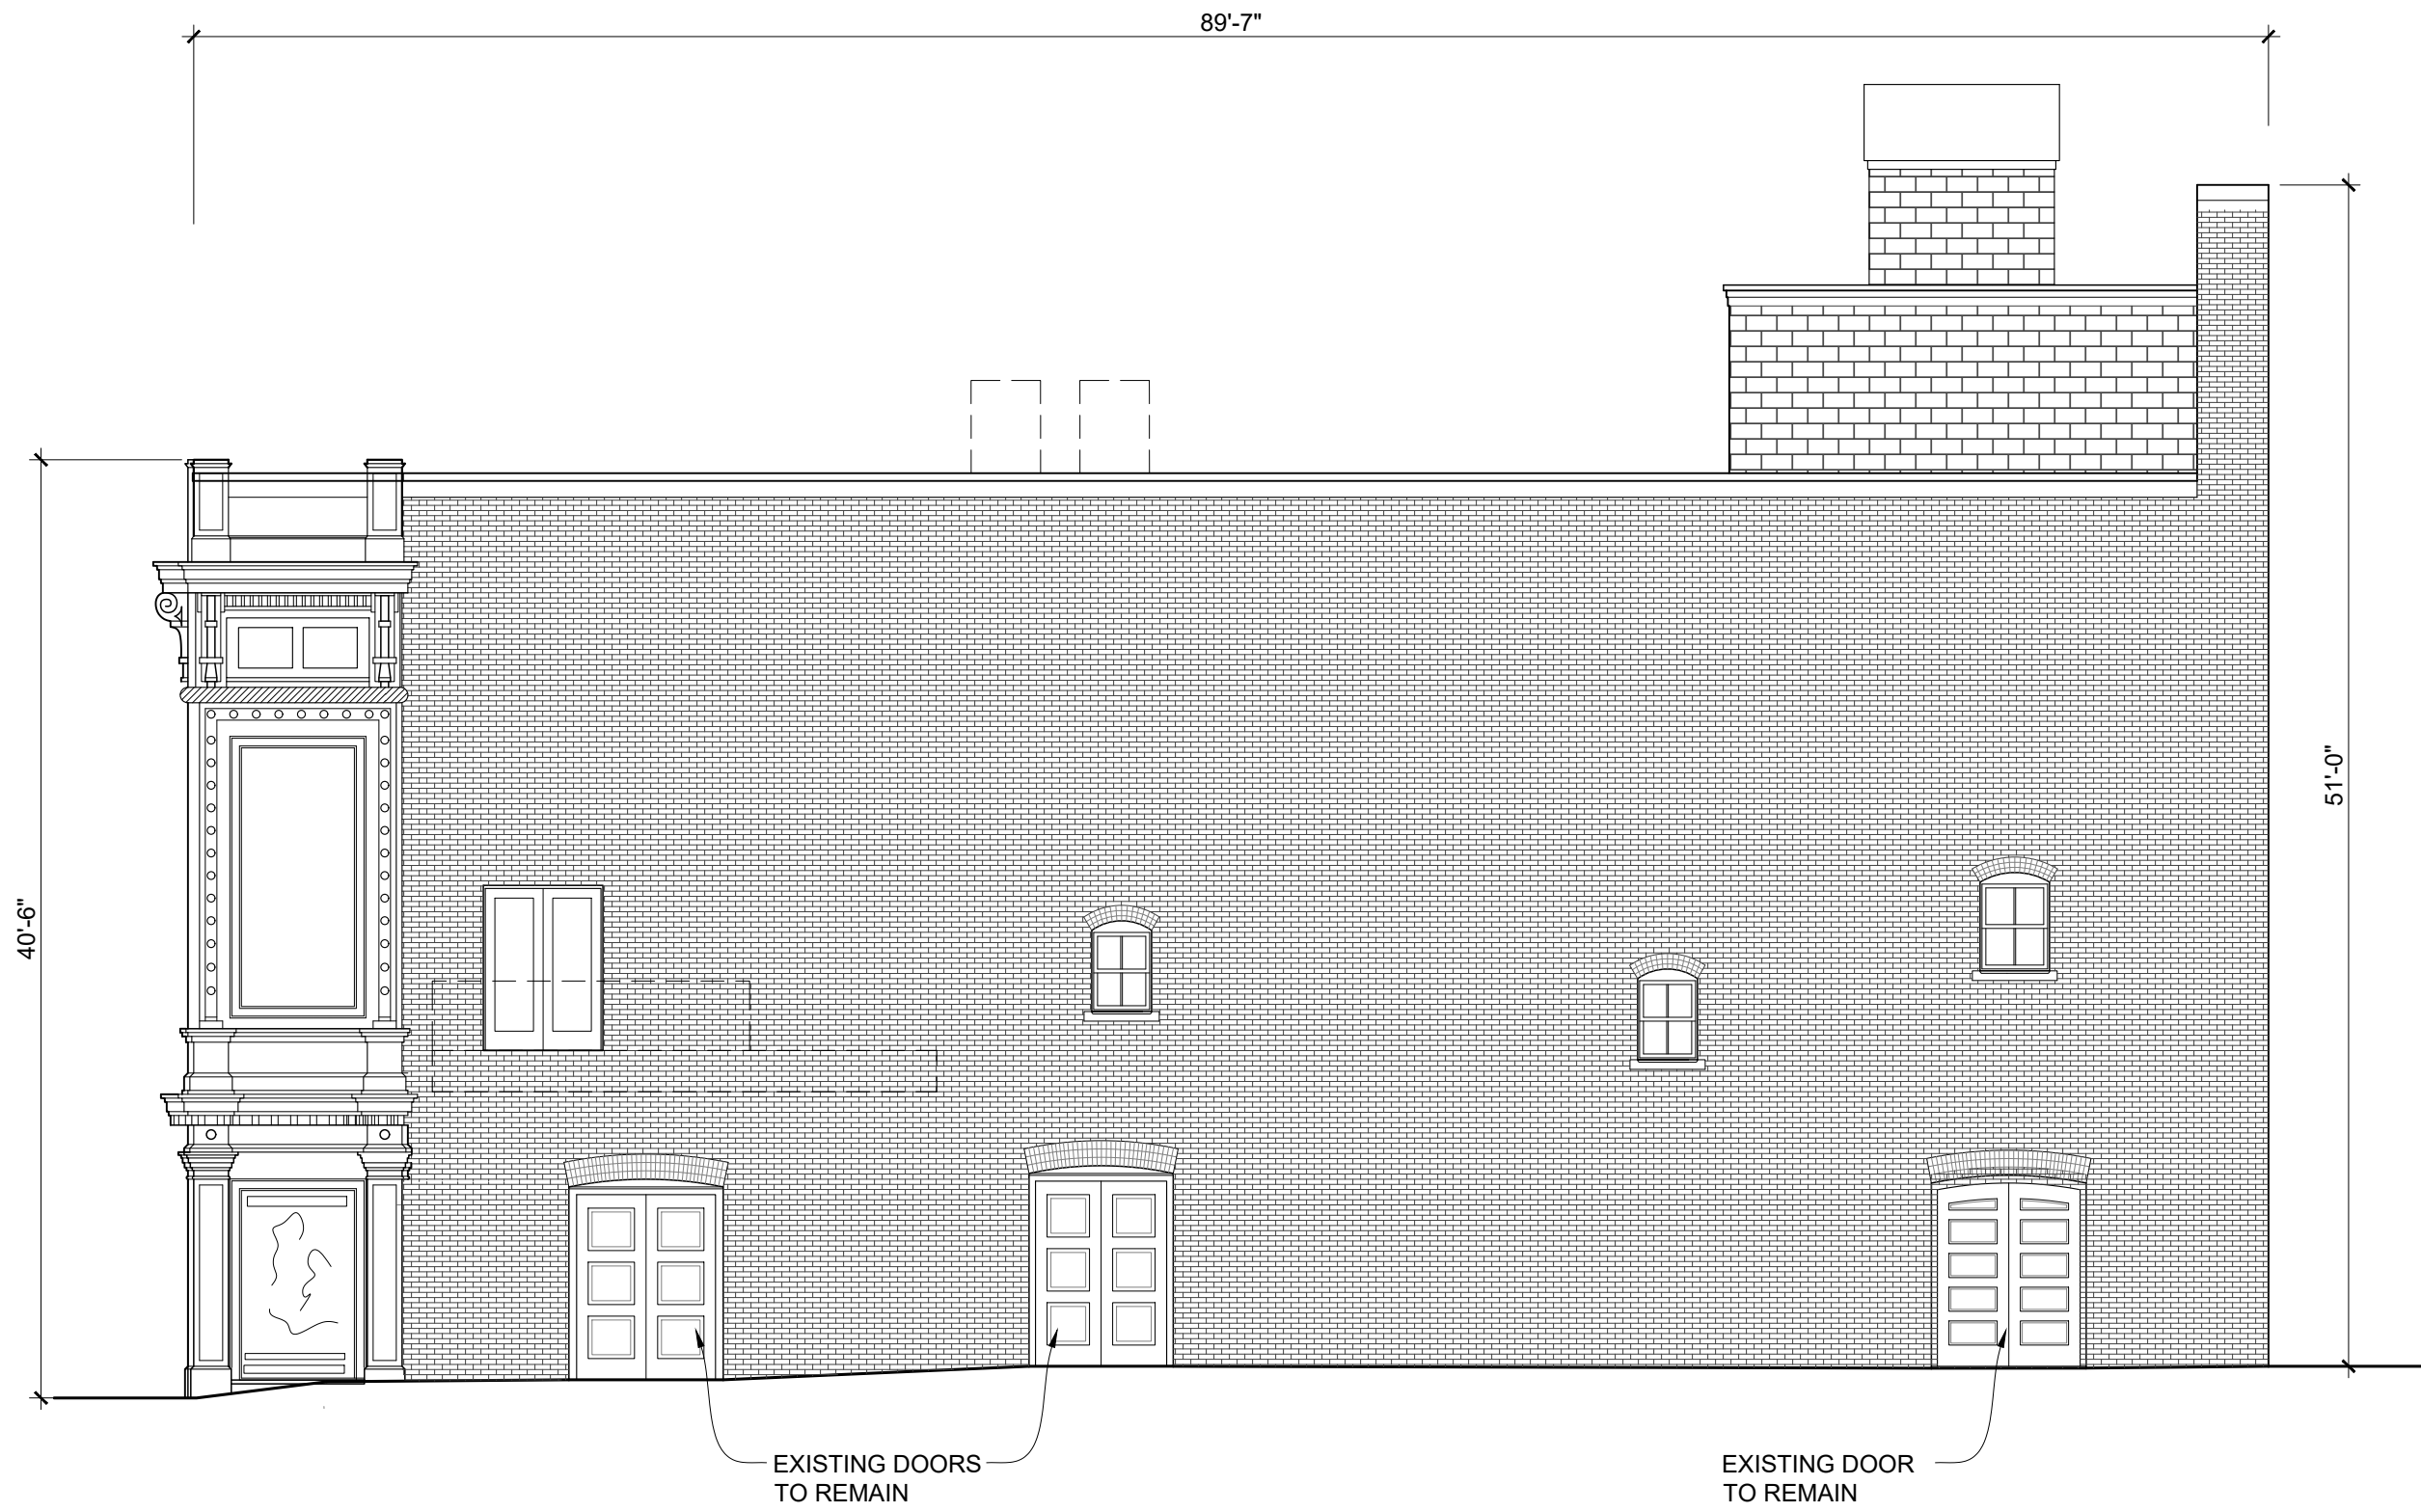 89'-7"
40'-6"
51'-0"
EXISTING DOORS
TO REMAIN
EXISTING DOOR
TO REMAIN